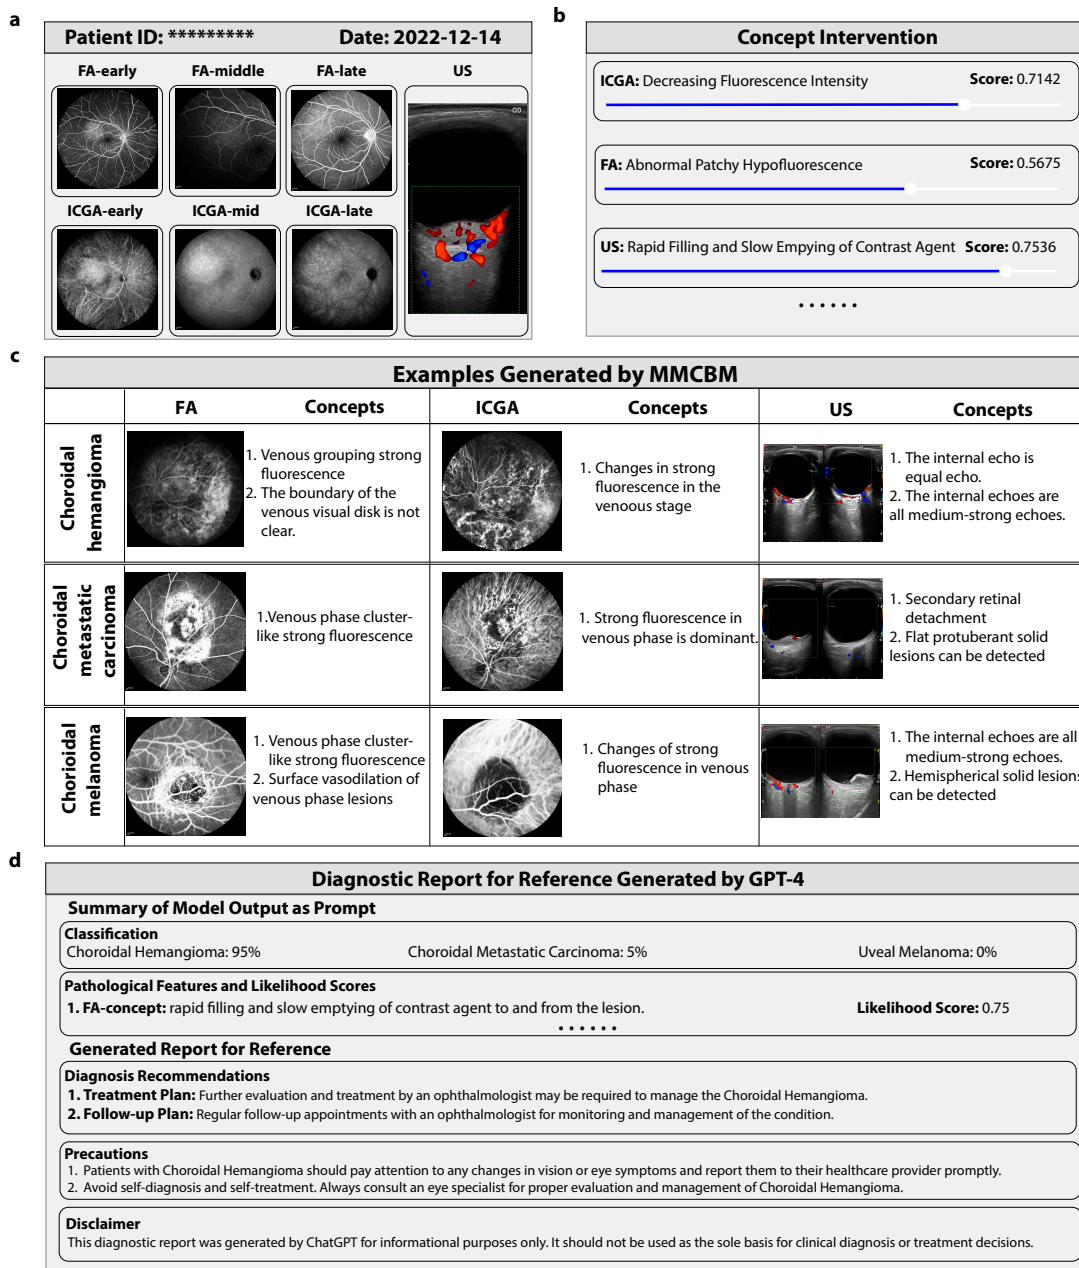 a
Patient ID: ********* Date: 2022-12-14
FA-early FA-middle FA-late US
ICGA-early ICGA-mid ICGA-late
b
Concept Intervention
ICGA: Decreasing Fluorescence Intensity Score: 0.7142
FA: Abnormal Patchy Hypofluorescence Score: 0.5675
US: Rapid Filling and Slow Empying of Contrast Agent Score: 0.7536
......
c
Examples Generated by MMCBM
FA Concepts ICGA Concepts US Concepts
Choroidal
hemangioma
1. Venous grouping strong
fluorescence
2. The boundary of the
venous visual disk is not
clear.
1. Changes in strong
fluorescence in the
venoous stage
1. The internal echo is
equal echo.
2. The internal echoes are
all medium-strong echoes.
Choroidal
metastatic
carcinoma
1.Venous phase cluster-
like strong fluorescence
1. Strong fluorescence in
venous phase is dominant.
1. Secondary retinal
detachment
2. Flat protuberant solid
lesions can be detected
Chorioidal
melanoma
1. Venous phase cluster-
like strong fluorescence
2. Surface vasodilation of
venous phase lesions
1. Changes of strong
fluorescence in venous
phase
1. The internal echoes are all
medium-strong echoes.
2. Hemispherical solid lesions
can be detected
d
Diagnostic Report for Reference Generated by GPT-4
Summary of Model Output as Prompt
Classification
Choroidal Hemangioma: 95% Choroidal Metastatic Carcinoma: 5% Uveal Melanoma: 0%
Pathological Features and Likelihood Scores
1. FA-concept: rapid filling and slow emptying of contrast agent to and from the lesion. Likelihood Score: 0.75
......
Generated Report for Reference
Diagnosis Recommendations
1. Treatment Plan: Further evaluation and treatment by an ophthalmologist may be required to manage the Choroidal Hemangioma.
2. Follow-up Plan: Regular follow-up appointments with an ophthalmologist for monitoring and management of the condition.
Precautions
1. Patients with Choroidal Hemangioma should pay attention to any changes in vision or eye symptoms and report them to their healthcare provider promptly.
2. Avoid self-diagnosis and self-treatment. Always consult an eye specialist for proper evaluation and management of Choroidal Hemangioma.
Disclaimer
This diagnostic report was generated by ChatGPT for informational purposes only. It should not be used as the sole basis for clinical diagnosis or treatment decisions.